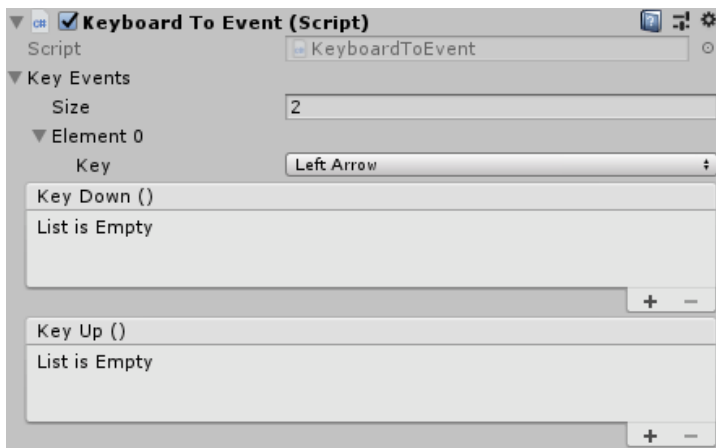 Keyboard To Event (Script)
Script KeyboardToEvent
Key Events
Size 2
Element 0
Key Left Arrow
Key Down ()
List is Empty
+ −
Key Up ()
List is Empty
+ −